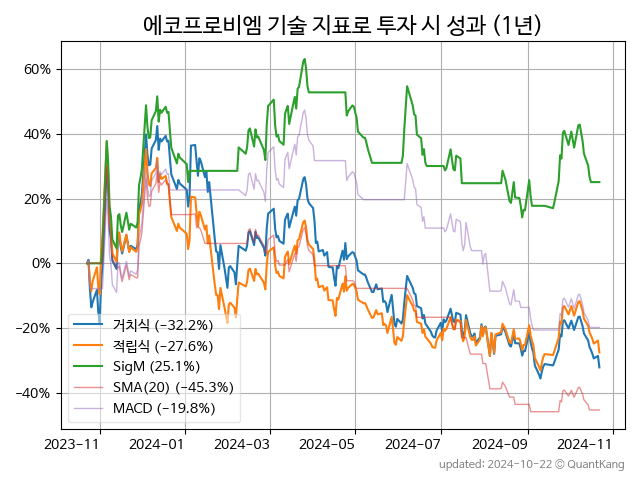 에코프로비엠 기술 지표로 투자 시 성과 (1년)
60%
40%
20%
0%
−20%
−40%
거치식 (−32.2%)
적립식 (−27.6%)
SigM (25.1%)
SMA(20) (−45.3%)
MACD (−19.8%)
2023-11 2024-01 2024-03 2024-05 2024-07 2024-09 2024-11
updated: 2024-10-22 © QuantKang